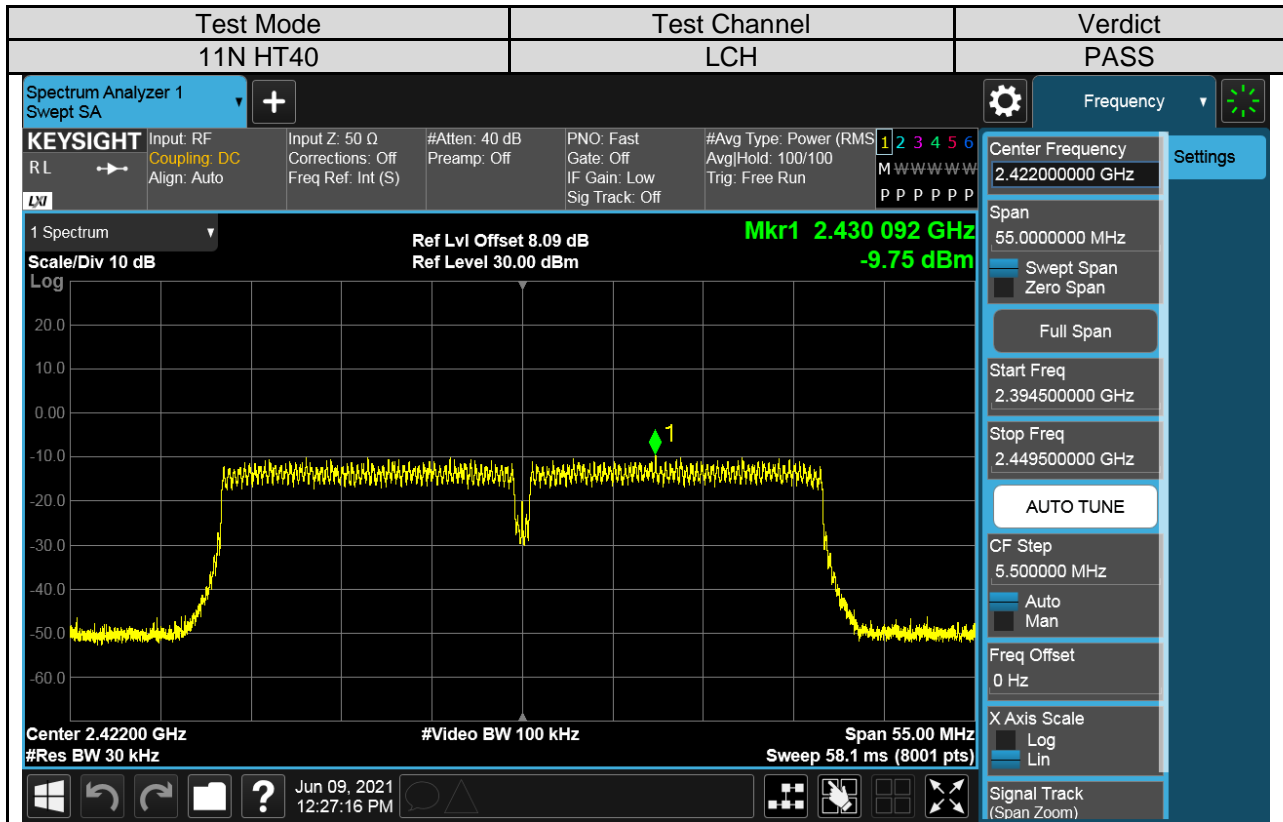 Test Mode Test Channel Verdict
11N HT40 LCH PASS
Spectrum Analyzer 1
Swept SA
Frequency
KEYSIGHT Input: RF Input Z: 50 Ω #Atten: 40 dB PNO: Fast #Avg Type: Power (RMS 1 2 3 4 5 6
RL Coupling: DC Corrections: Off Preamp: Off Gate: Off Avg|Hold: 100/100 M W W W W W
Align: Auto Freq Ref: Int (S) IF Gain: Low Trig: Free Run
LXI Sig Track: Off P P P P P P
1 Spectrum Ref Lvl Offset 8.09 dB Mkr1 2.430 092 GHz
Scale/Div 10 dB Ref Level 30.00 dBm -9.75 dBm
Log
20.0
10.0
0.00
1
-10.0
-20.0
-30.0
-40.0
-50.0
-60.0
Center 2.42200 GHz #Video BW 100 kHz Span 55.00 MHz
#Res BW 30 kHz Sweep 58.1 ms (8001 pts)
Center Frequency
2.422000000 GHz
Settings
Span
55.0000000 MHz
Swept Span
Zero Span
Full Span
Start Freq
2.394500000 GHz
Stop Freq
2.449500000 GHz
AUTO TUNE
CF Step
5.500000 MHz
Auto
Man
Freq Offset
0 Hz
X Axis Scale
Log
Lin
Signal Track
(Span Zoom)
?
Jun 09, 2021
12:27:16 PM